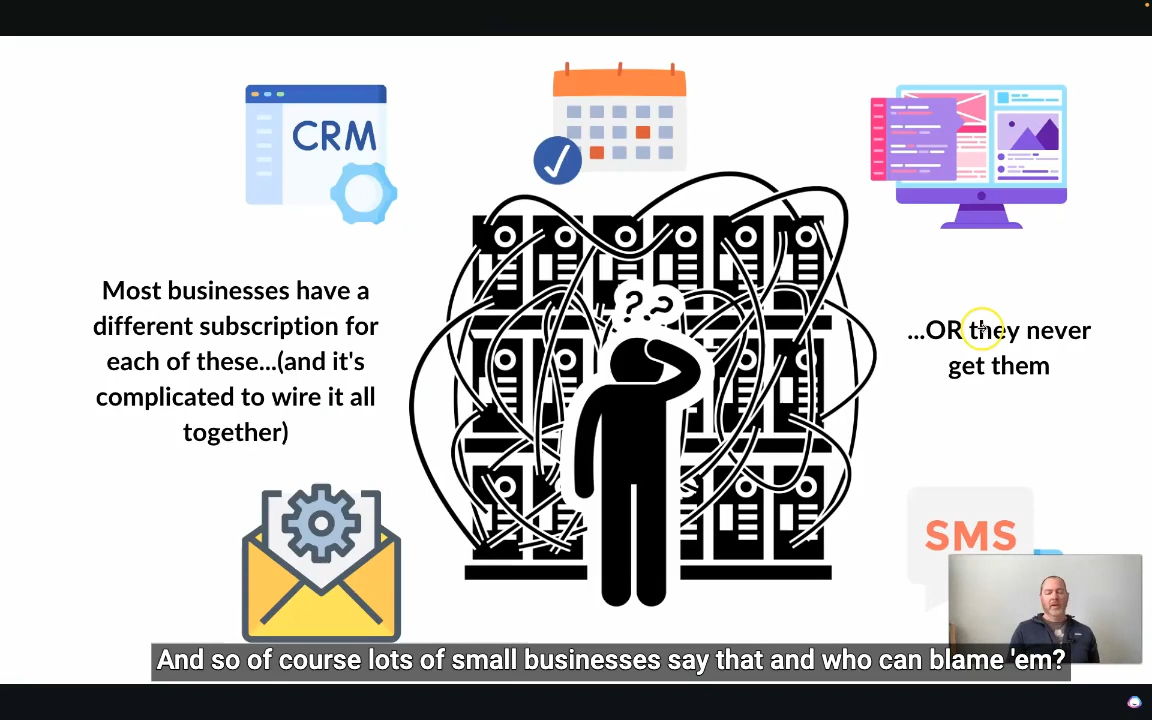 CRM
Most businesses have a
different subscription for
each of these...(and it's
complicated to wire it all
together)
??
...OR they never
get them
SMS
And so of course lots of small businesses say that and who can blame 'em?